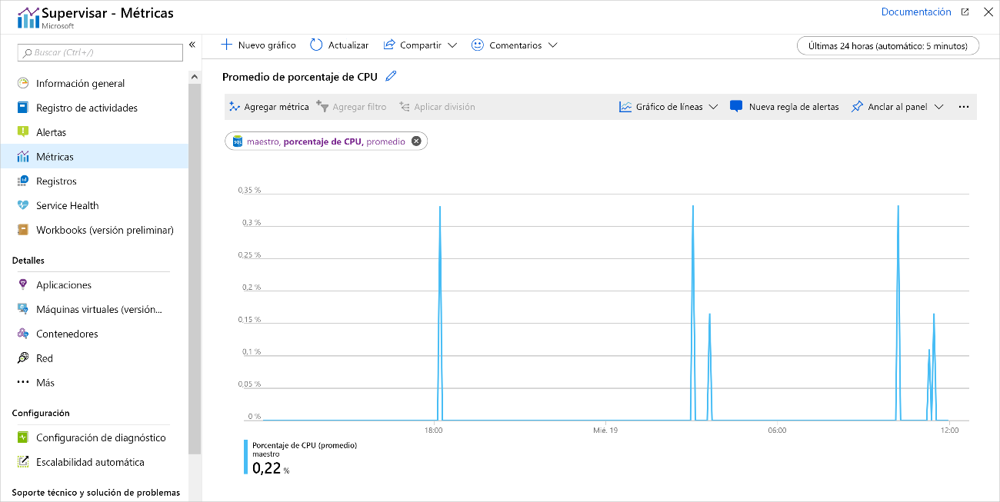 Supervisar - Métricas
Microsoft
Documentación
Buscar (Ctrl+/)
«
Información general
Registro de actividades
Alertas
Métricas
Registros
Service Health
Workbooks (versión preliminar)
Detalles
Aplicaciones
Máquinas virtuales (versión...
Contenedores
Red
Más
Configuración
Configuración de diagnóstico
Escalabilidad automática
Soporte técnico y solución de problemas
Nuevo gráfico
Actualizar
Compartir
Comentarios
Últimas 24 horas (automático: 5 minutos)
Promedio de porcentaje de CPU
Agregar métrica
Agregar filtro
Aplicar división
Gráfico de líneas
Nueva regla de alertas
Anclar al panel
SQL
maestro, porcentaje de CPU, promedio
0,35 %
0,3 %
0,25 %
0,2 %
0,15 %
0,1 %
0,05 %
0 %
18:00
Mié. 19
06:00
12:00
Porcentaje de CPU (promedio)
maestro
0,22 %